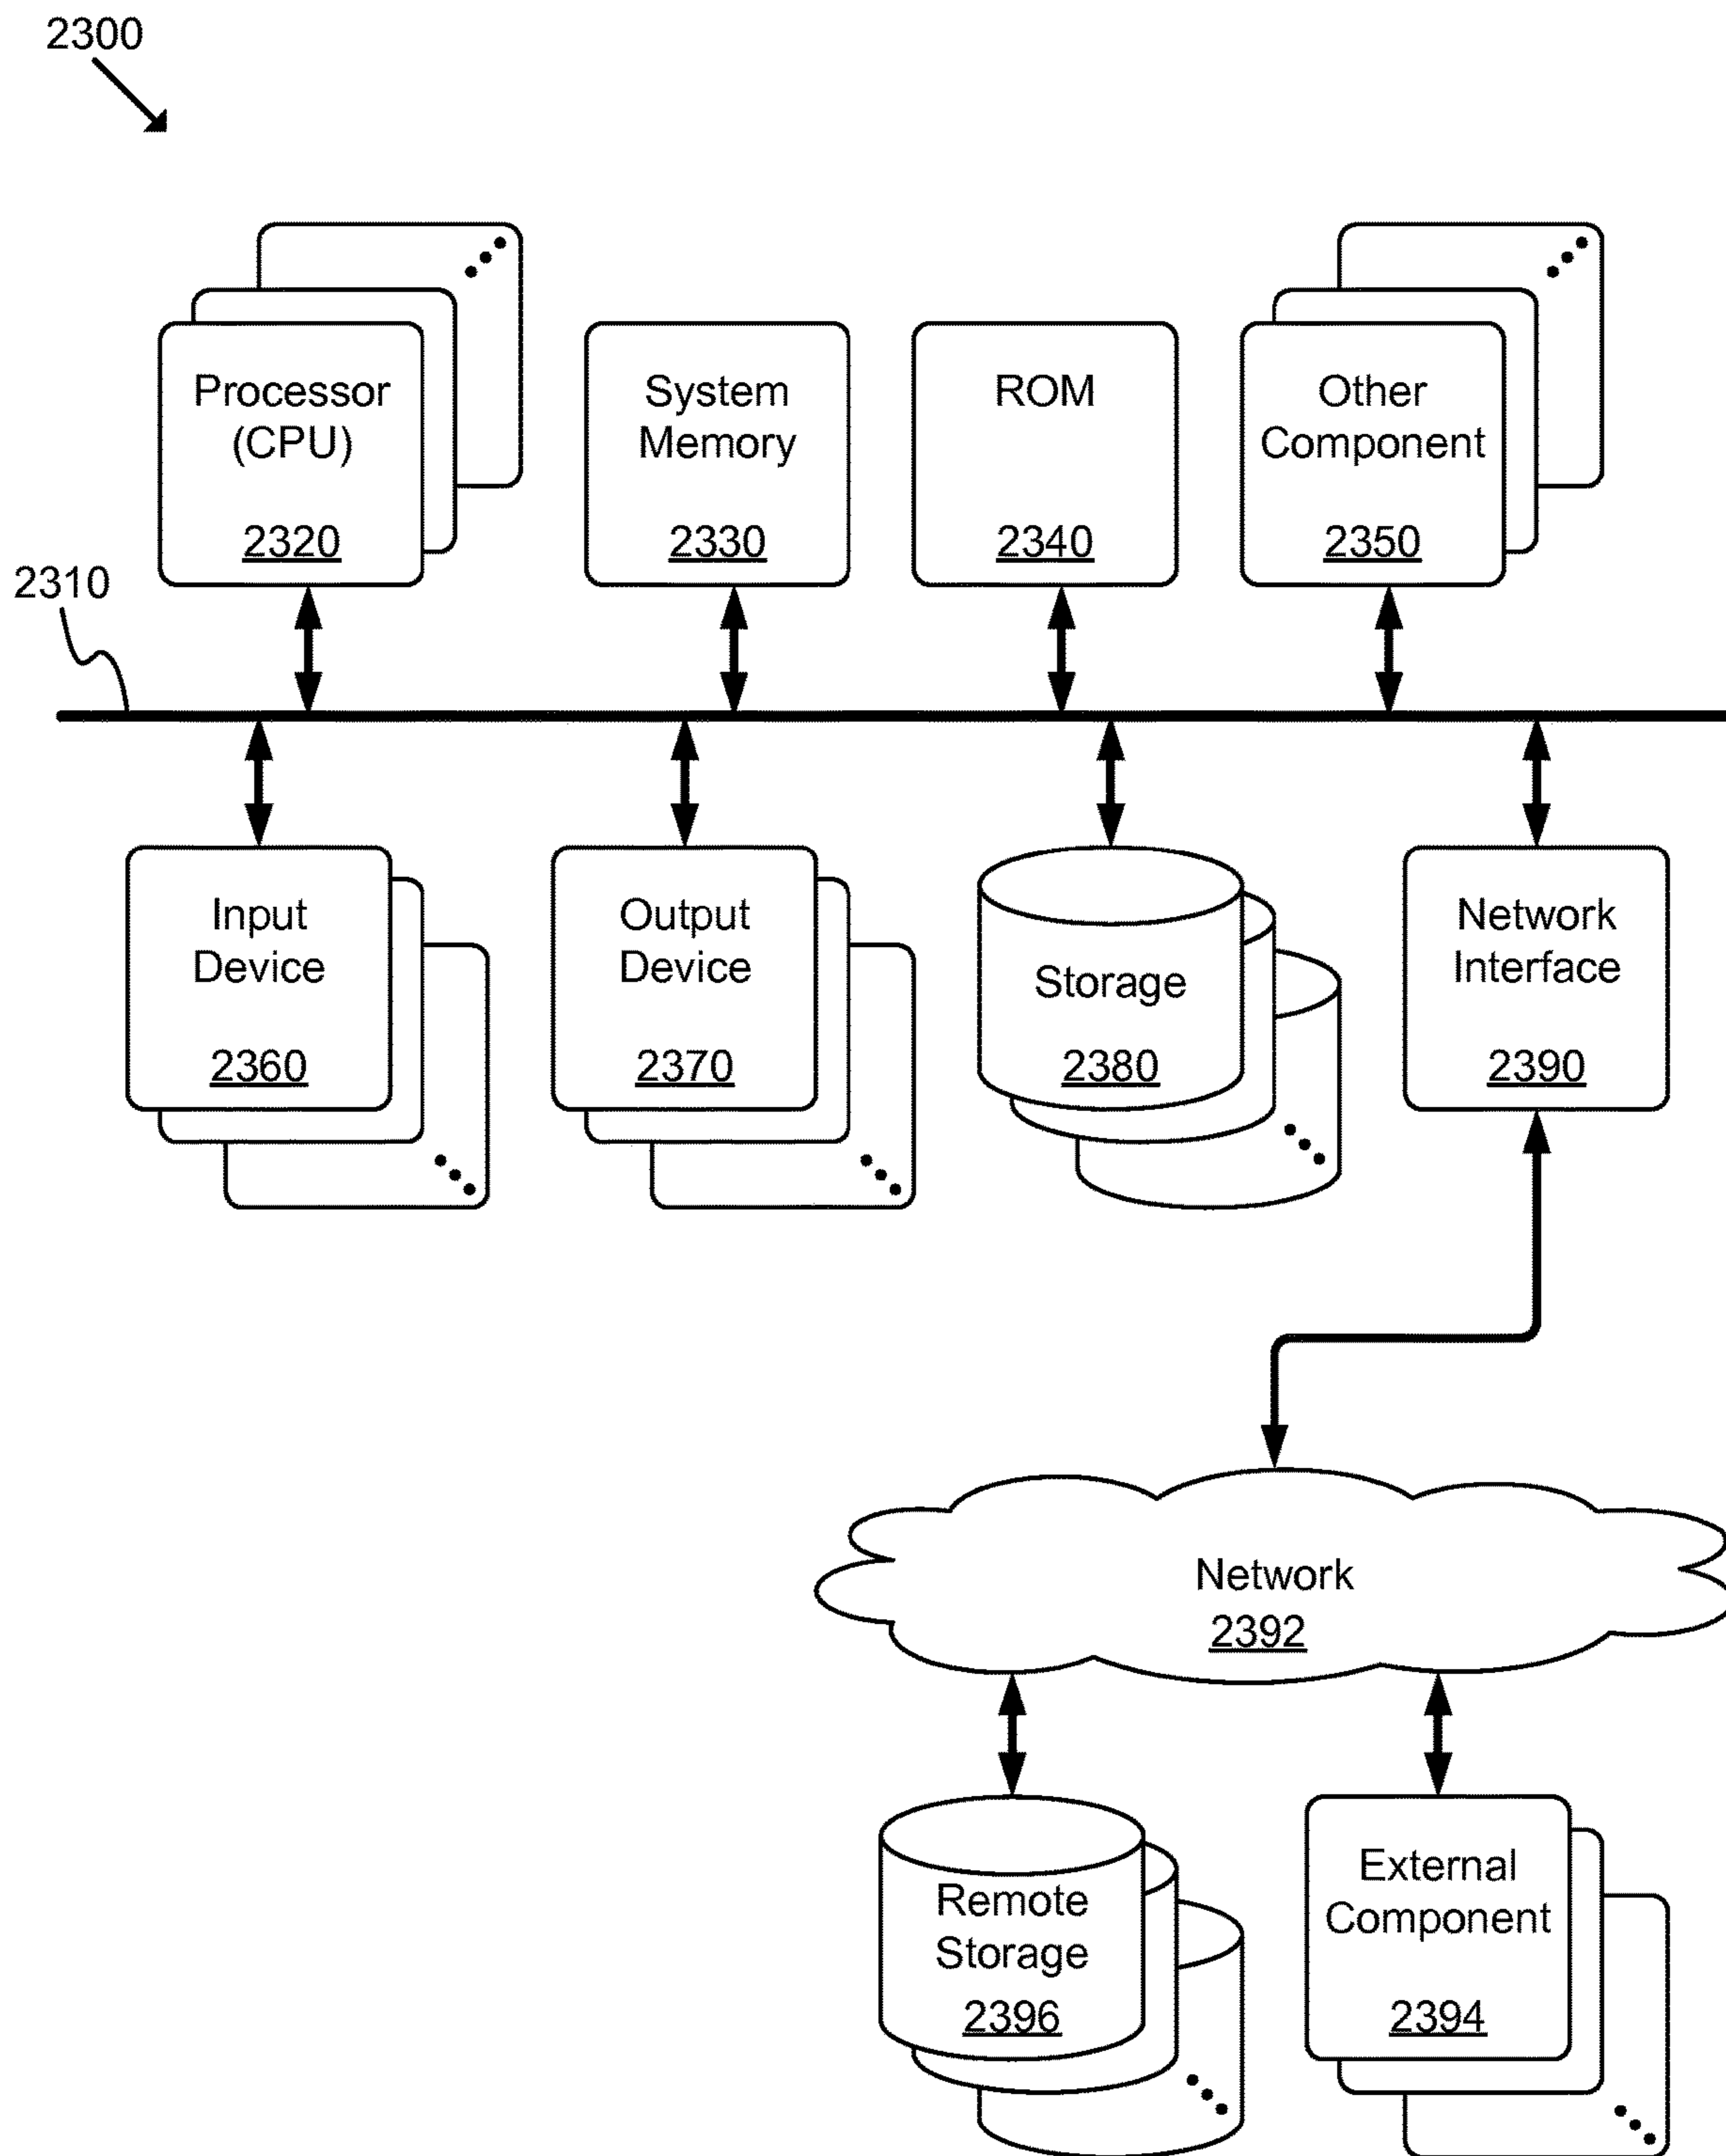 2300
Processor
(CPU)
2320
System
Memory
2330
ROM
2340
Other
Component
2350
2310
Input
Device
2360
Output
Device
2370
Storage
2380
Network
Interface
2390
Network
2392
Remote
Storage
2396
External
Component
2394